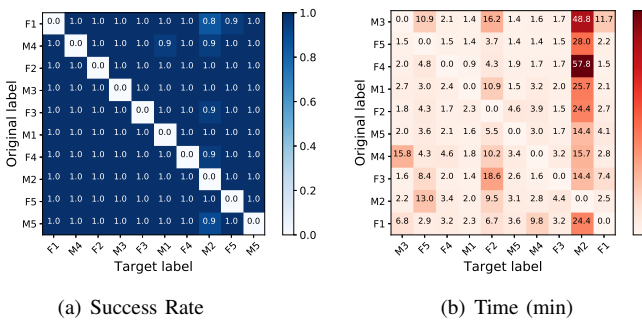 F1 0.0 1.0 1.0 1.0 1.0 1.0 1.0 0.8 0.9 1.0
M4 1.0 0.0 1.0 1.0 1.0 0.9 1.0 0.9 1.0 1.0
F2 1.0 1.0 0.0 1.0 1.0 1.0 1.0 1.0 1.0 1.0
M3 1.0 1.0 1.0 0.0 1.0 1.0 1.0 1.0 1.0 1.0
F3 1.0 1.0 1.0 1.0 0.0 1.0 1.0 0.9 1.0 1.0
M1 1.0 1.0 1.0 1.0 1.0 0.0 1.0 1.0 1.0 1.0
F4 1.0 1.0 1.0 1.0 1.0 1.0 0.0 0.9 1.0 1.0
M2 1.0 1.0 1.0 1.0 1.0 1.0 1.0 0.0 1.0 1.0
F5 1.0 1.0 1.0 1.0 1.0 1.0 1.0 1.0 0.0 1.0
M5 1.0 1.0 1.0 1.0 1.0 1.0 1.0 0.9 1.0 0.0
F1 M4 F2 M3 F3 M1 F4 M2 F5 M5
Original label
Target label
1.0
0.8
0.6
0.4
0.2
0.0
(a) Success Rate
M3 0.0 10.9 2.3 1.6 16.2 1.4 1.4 1.6 48.8 11.7
F5 1.5 0.0 1.5 1.4 3.7 1.4 1.4 1.5 28.0 2.2
F4 2.0 4.8 0.0 0.9 4.3 1.9 1.7 1.7 57.8 1.5
M1 2.7 3.0 2.4 0.0 10.9 1.5 3.2 2.0 25.7 2.1
F2 1.8 4.3 1.7 2.3 0.0 4.6 3.9 1.5 24.4 2.7
M5 2.0 3.6 2.1 1.6 5.5 0.0 2.2 1.7 14.4 4.1
M4 15.8 4.3 4.6 1.8 10.2 3.4 0.0 3.2 15.7 2.8
F3 1.6 8.4 2.0 1.4 18.6 2.6 1.6 0.0 14.4 7.4
M2 2.2 13.0 3.4 2.0 9.5 3.1 2.8 4.4 0.0 2.5
F1 6.8 2.9 3.2 2.3 6.7 3.6 9.8 3.2 24.4 0.0
M3 F5 F4 M1 F2 M5 M4 F3 M2 F1
Original label
Target label
(b) Time (min)